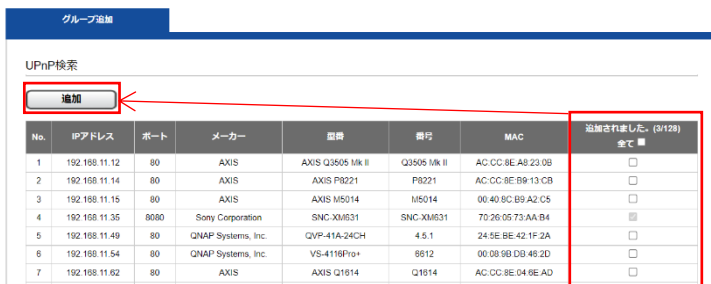 グループ追加
UPnP検索
追加
No. IPアドレス ポート メーカー 型番 番号 MAC 追加されました。(3/128)
全て
1 192.168.11.12 80 AXIS AXIS Q3505 Mk II Q3505 Mk II AC:CC:8E:A8:23:0B
2 192.168.11.14 80 AXIS AXIS P8221 P8221 AC:CC:8E:B9:13:CB
3 192.168.11.15 80 AXIS AXIS M5014 M5014 00:40:8C:B9:A2:C5
4 192.168.11.35 8080 Sony Corporation SNC-XM631 SNC-XM631 70:26:05:73:AA:B4
5 192.168.11.49 80 QNAP Systems, Inc. QVP-41A-24CH 4.5.1 24:5E:BE:42:1F:2A
6 192.168.11.54 80 QNAP Systems, Inc. VS-4116Pro+ 6612 00:08:9B:DB:46:2D
7 192.168.11.62 80 AXIS AXIS Q1614 Q1614 AC:CC:8E:04:6E:AD